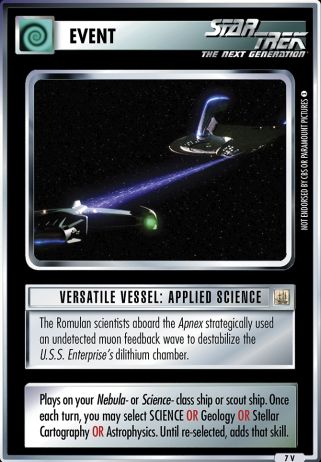 EVENT
STAR TREK
THE NEXT GENERATION
NOT ENDORSED BY CBS OR PARAMOUNT PICTURES
VERSATILE VESSEL: APPLIED SCIENCE
The Romulan scientists aboard the Apnex strategically used
an undetected muon feedback wave to destabilize the
U.S.S. Enterprise's dilithium chamber.
Plays on your Nebula- or Science- class ship or scout ship. Once
each turn, you may select SCIENCE OR Geology OR Stellar
Cartography OR Astrophysics. Until re-selected, adds that skill.
7 V